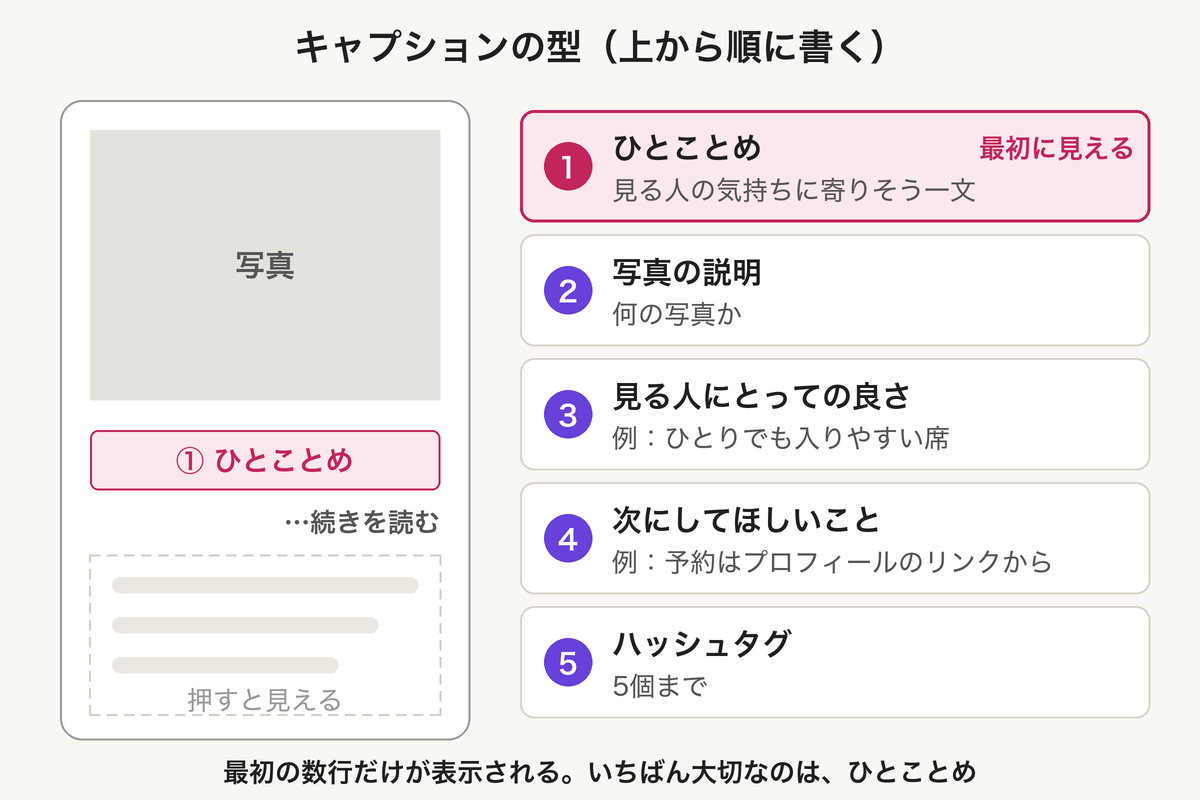 キャプションの型（上から順に書く）
写真
① ひとことめ
…続きを読む
押すと見える
1
ひとことめ
最初に見える
見る人の気持ちに寄りそう一文
2
写真の説明
何の写真か
3
見る人にとっての良さ
例：ひとりでも入りやすい席
4
次にしてほしいこと
例：予約はプロフィールのリンクから
5
ハッシュタグ
5個まで
最初の数行だけが表示される。いちばん大切なのは、ひとことめ